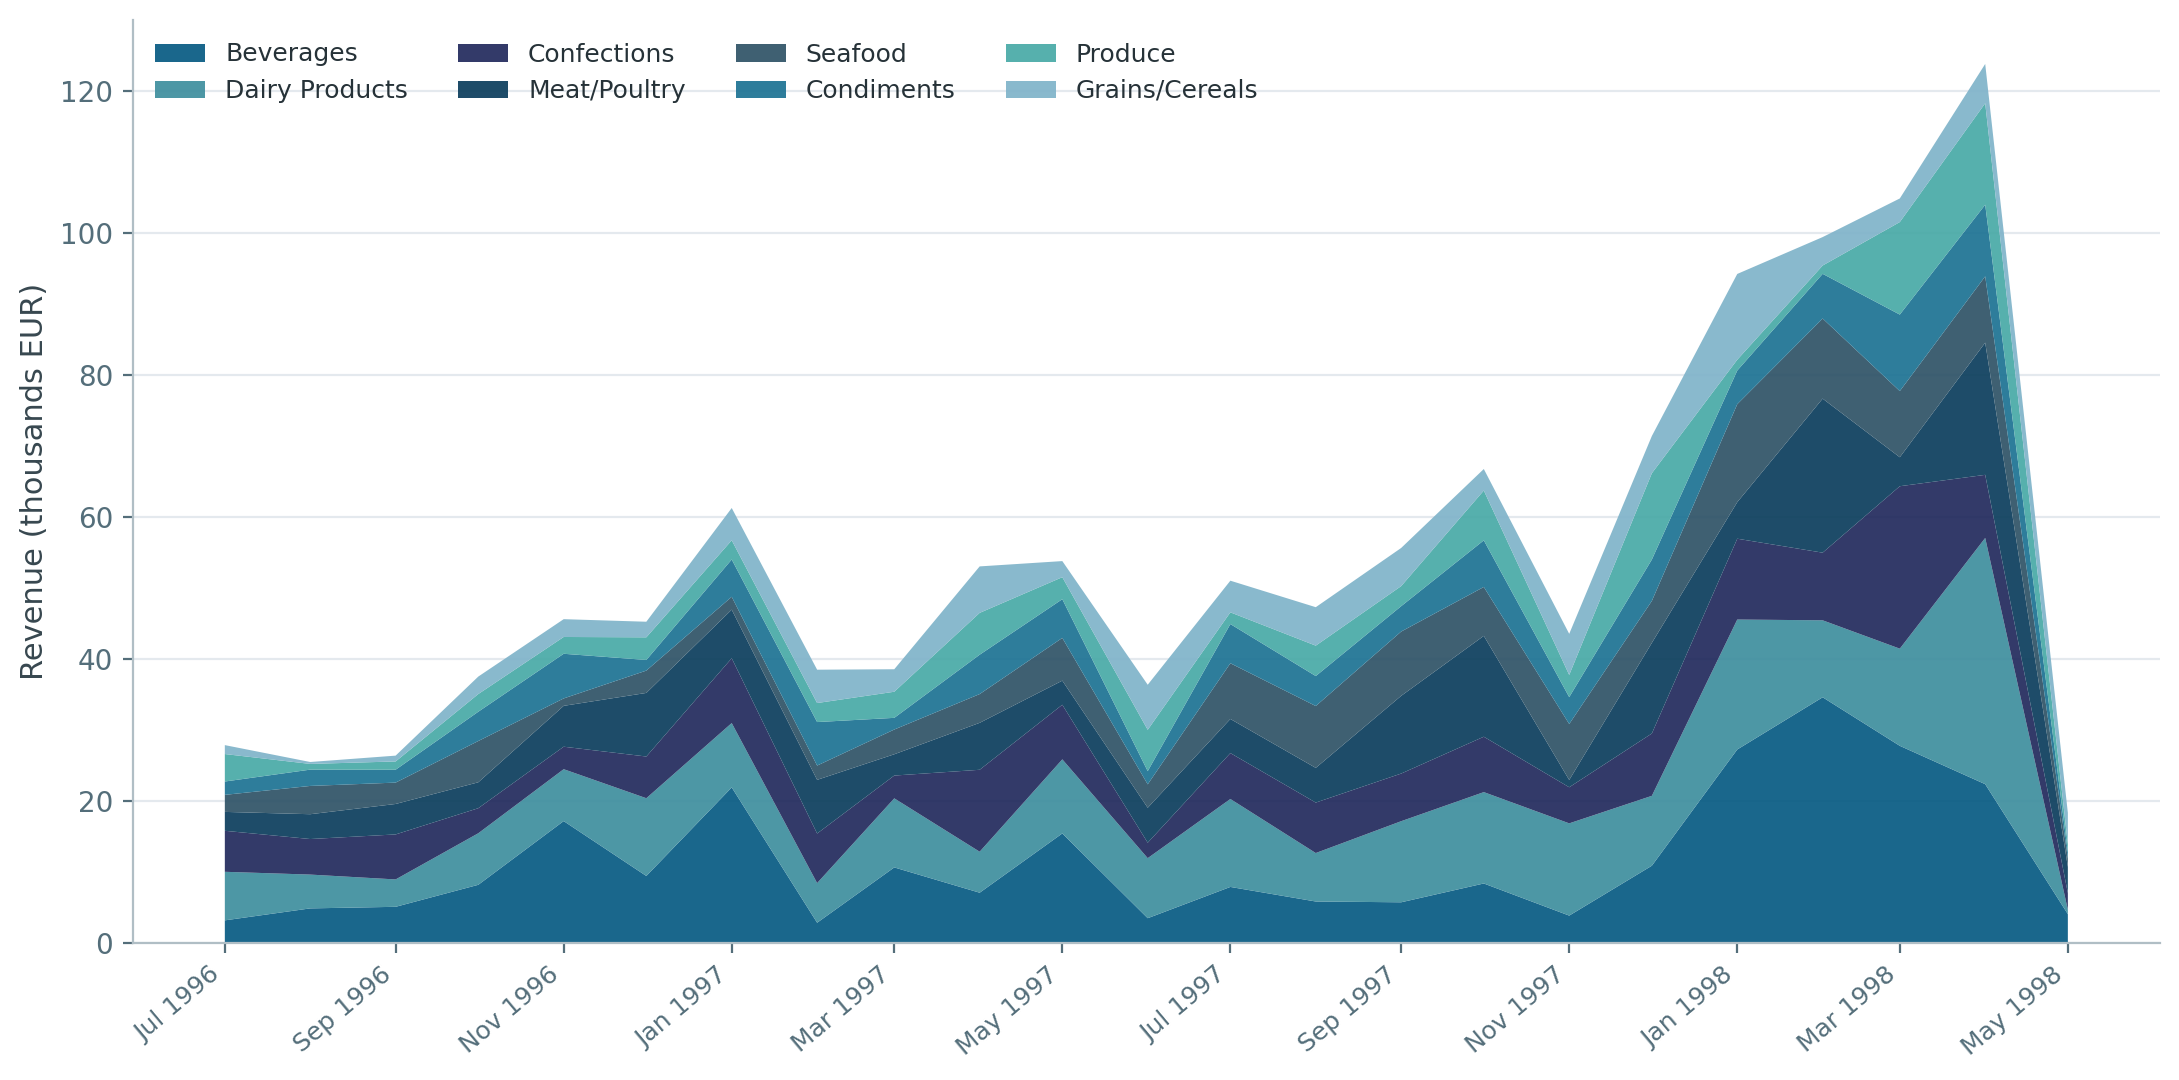 Beverages Confections Seafood Produce
Dairy Products Meat/Poultry Condiments Grains/Cereals
Revenue (thousands EUR)
120
100
80
60
40
20
0
Jul 1996 Sep 1996 Nov 1996 Jan 1997 Mar 1997 May 1997 Jul 1997 Sep 1997 Nov 1997 Jan 1998 Mar 1998 May 1998